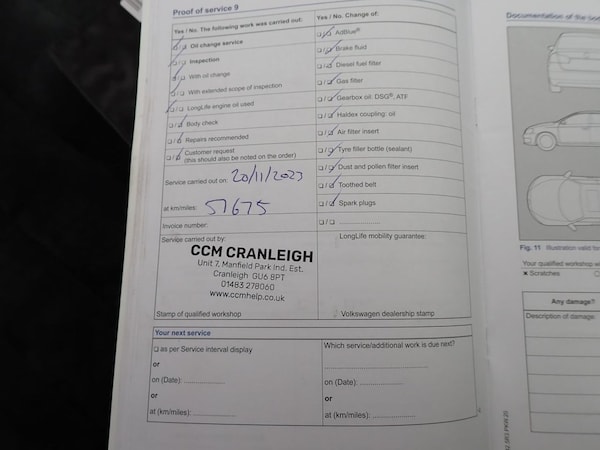 Proof of service 9
Yes / No. The following work was carried out:
Oil change service
Inspection
With oil change
With extended scope of inspection
LongLife engine oil used
Body check
Repairs recommended
Customer request
(this should also be noted on the order)
Service carried out on: 20/11/2023
at km/miles: 57675
Invoice number:
Service carried out by:
CCM CRANLEIGH
Unit 7, Manfield Park Ind. Est.
Cranleigh GU6 8PT
01483 278060
www.ccmhelp.co.uk
Stamp of qualified workshop
Yes / No. Change of:
AdBlue®
Brake fluid
Diesel fuel filter
Gas filter
Gearbox oil: DSG®, ATF
Haldex coupling: oil
Air filter insert
Tyre filler bottle (sealant)
Dust and pollen filter insert
Toothed belt
Spark plugs
LongLife mobility guarantee:
Volkswagen dealership stamp
Your next service
as per Service interval display
or
on (Date): ....................
or
at (km/miles): ....................
Which service/additional work is due next?
on (Date): ....................
or
at (km/miles): ....................
Documentation of the
Fig. 11 Illustration valid
Your qualified workshop
Scratches
Any damage?
Description of damage: